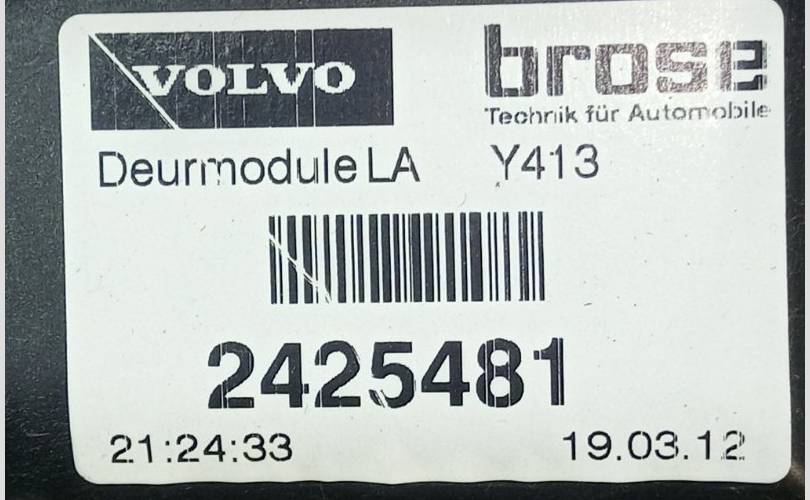 VOLVO brose
Technik für Automobile
Deurmodule LA Y413
2425481
21:24:33 19.03.12